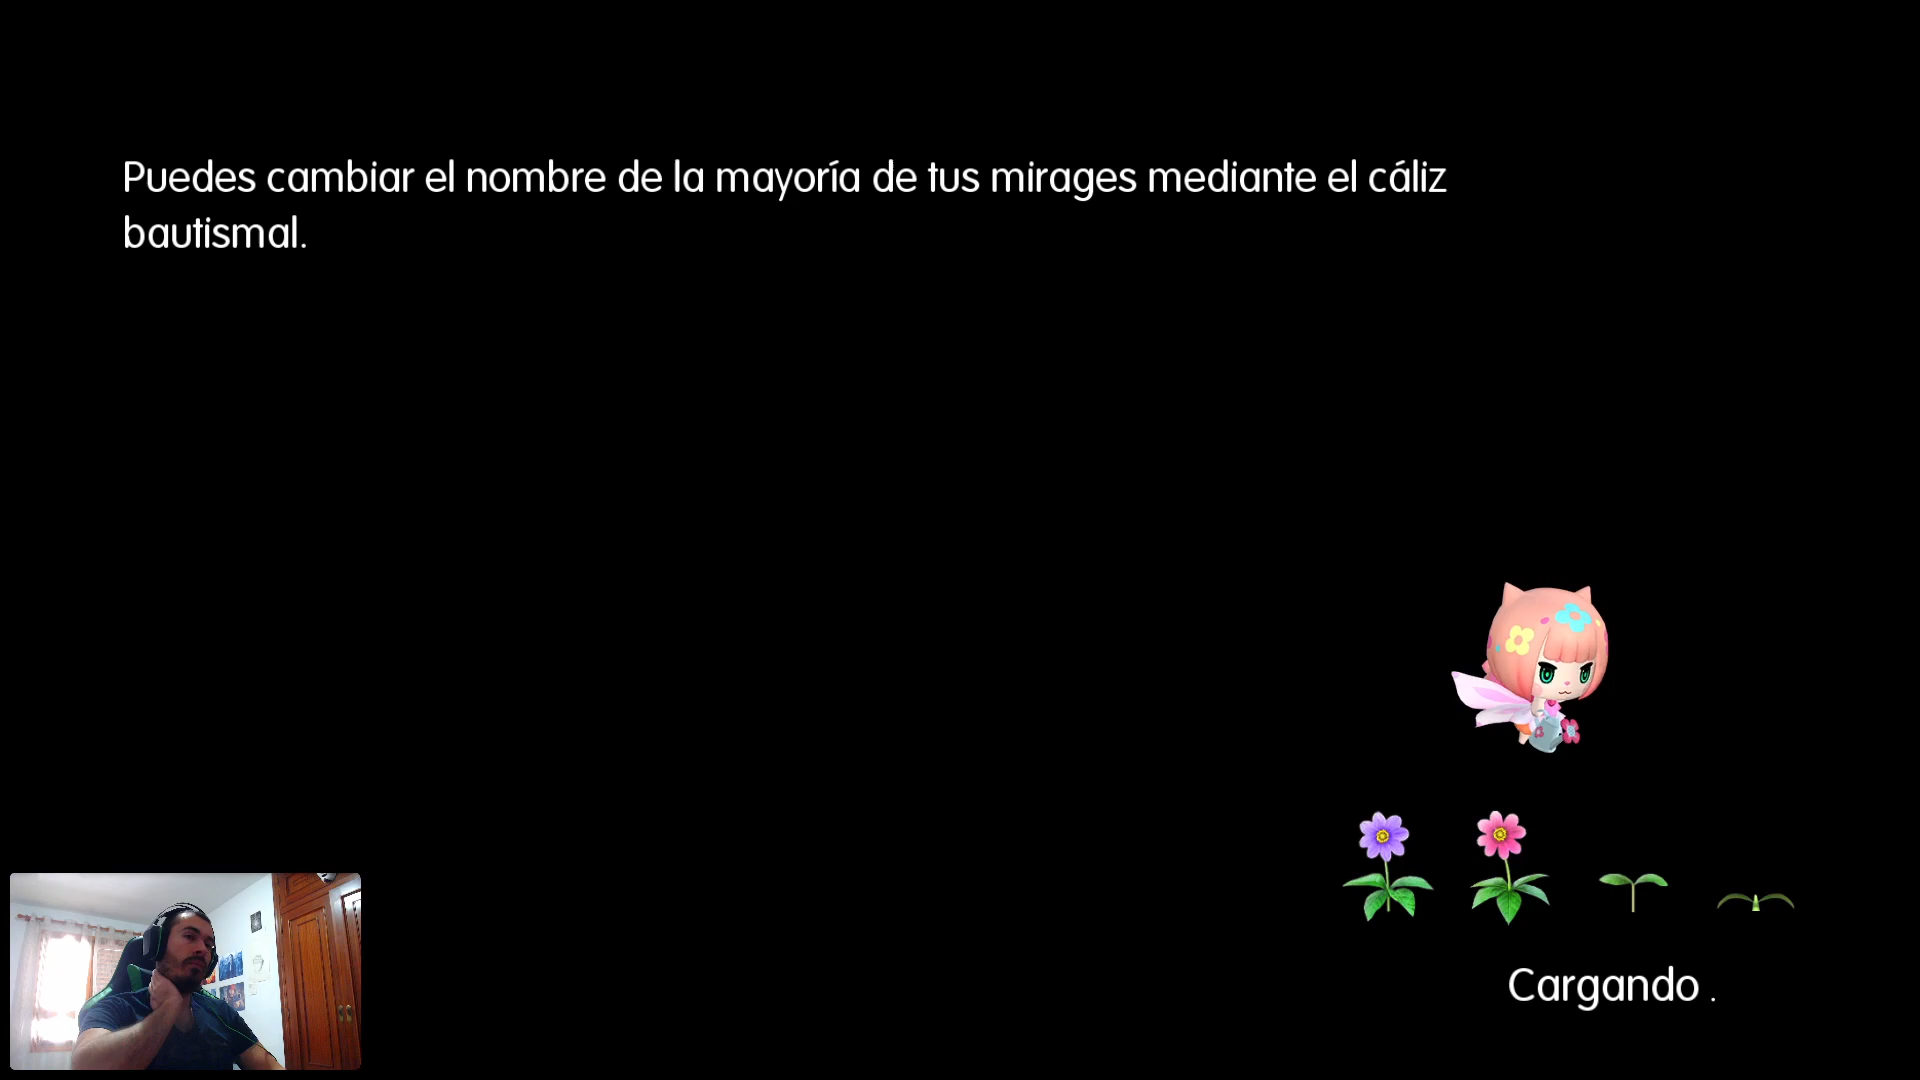 Puedes cambiar el nombre de la mayoría de tus mirages mediante el cáliz
bautismal.
Cargando .